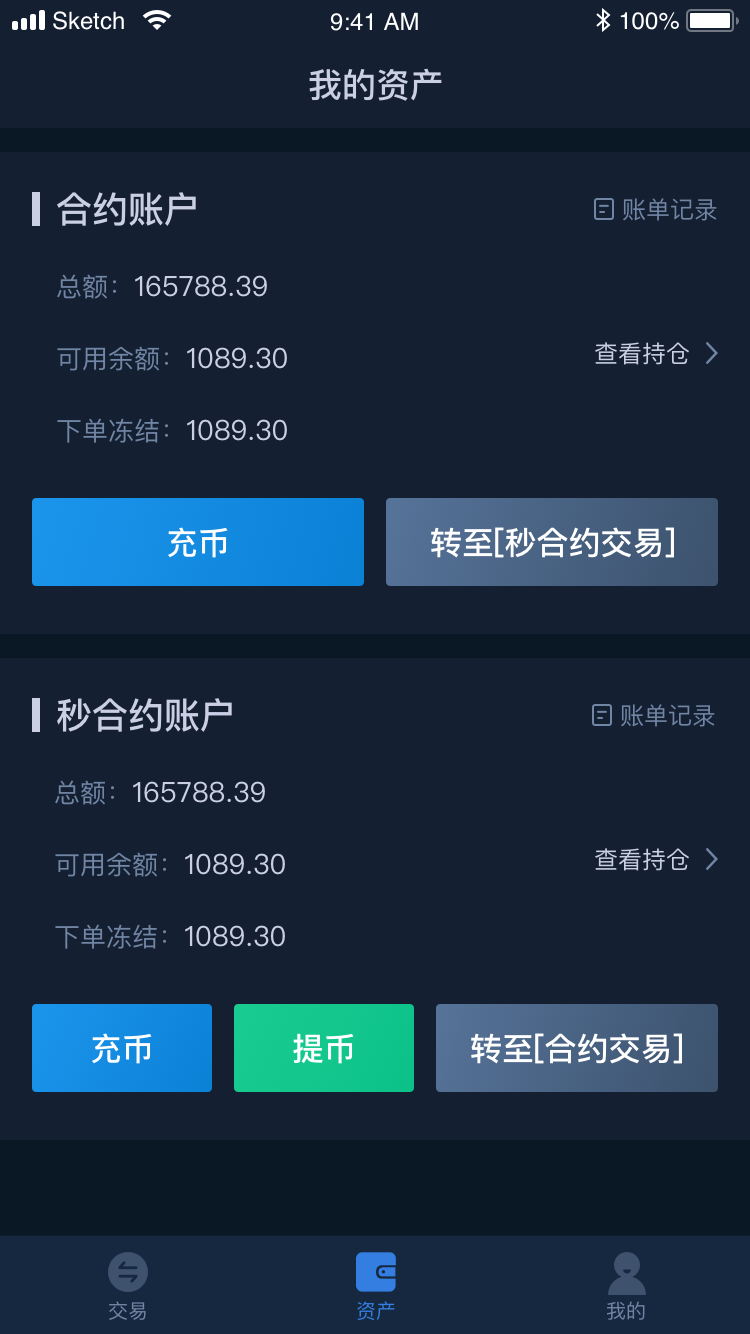 Sketch 9:41 AM 100%
我的资产
合约账户 账单记录
总额：165788.39
可用余额：1089.30 查看持仓
下单冻结：1089.30
充币 转至[秒合约交易]
秒合约账户 账单记录
总额：165788.39
可用余额：1089.30 查看持仓
下单冻结：1089.30
充币 提币 转至[合约交易]
交易 资产 我的